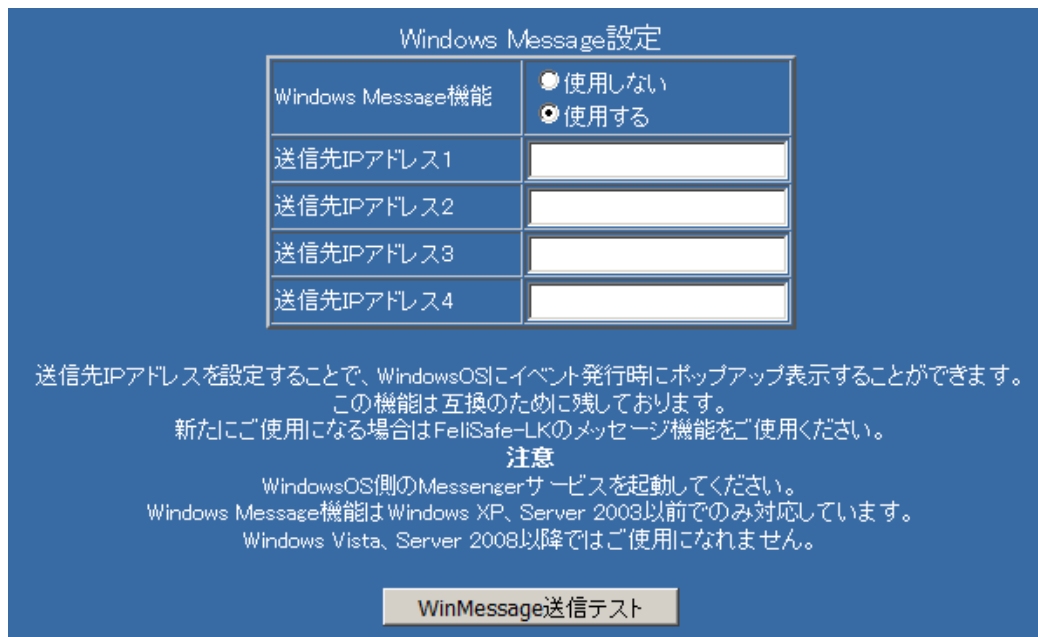 Windows Message設定
Windows Message機能
使用しない
使用する
送信先IPアドレス1
送信先IPアドレス2
送信先IPアドレス3
送信先IPアドレス4
送信先IPアドレスを設定することで、WindowsOSにイベント発行時にポップアップ表示することができます。
この機能は互換のために残しております。
新たにご使用になる場合はFeliSafe-LKのメッセージ機能をご使用ください。
注意
WindowsOS側のMessengerサービスを起動してください。
Windows Message機能はWindows XP、Server 2003以前でのみ対応しています。
Windows Vista、Server 2008以降ではご使用になれません。
WinMessage送信テスト